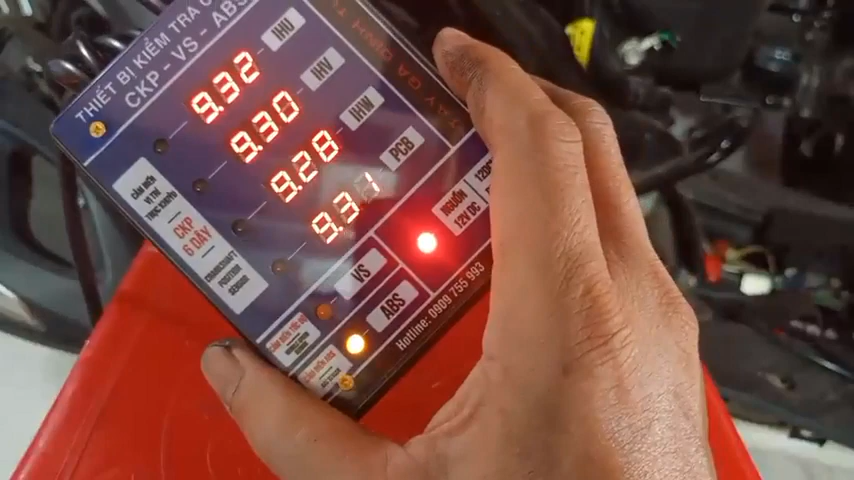 THIẾT BỊ KIỂM TRA
CKP - VS - ABS
9.32
IHU
9.30
IHV
9.28
IHW
9.31
PCB
CẢM BIẾN
VỊ TRÍ
TRỤC KHUỶU
CKP
6 DÂY
CRANKSHAFT
POSITION
SENSOR
NGUỒN
12V DC
VS
ABS
Hotline: 0909 755 993